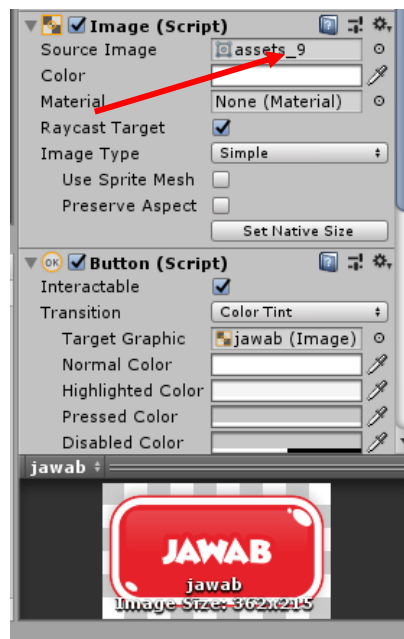 Image (Script)
Source Image assets_9
Color
Material None (Material)
Raycast Target
Image Type Simple
Use Sprite Mesh
Preserve Aspect
Set Native Size
OK Button (Script)
Interactable
Transition Color Tint
Target Graphic jawab (Image)
Normal Color
Highlighted Color
Pressed Color
Disabled Color
jawab
JAWAB
jawab
Image Size: 362x215